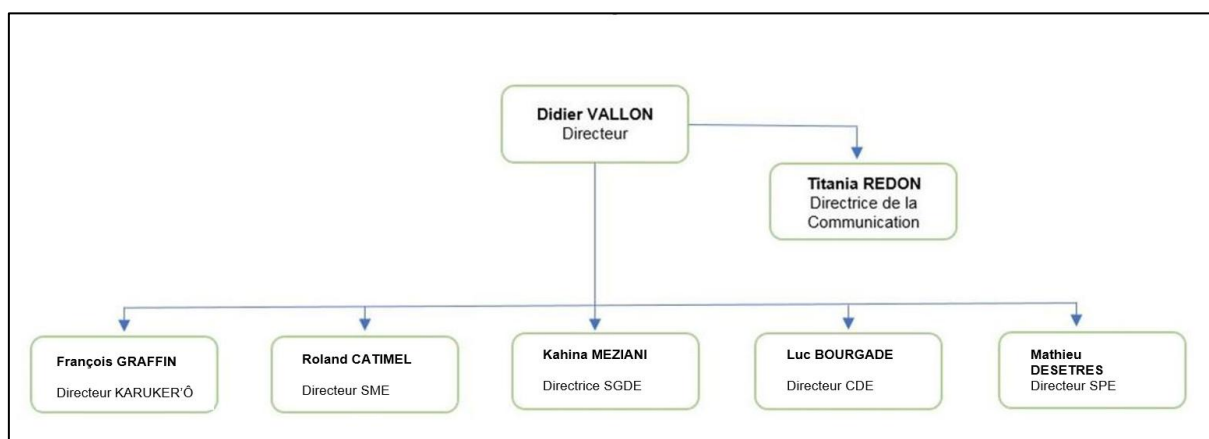 Didier VALLON
Directeur
Titania REDON
Directrice de la
Communication
François GRAFFIN
Directeur KARUKER'Ô
Roland CATIMEL
Directeur SME
Kahina MEZIANI
Directrice SGDE
Luc BOURGADE
Directeur CDE
Mathieu
DESETRES
Directeur SPE